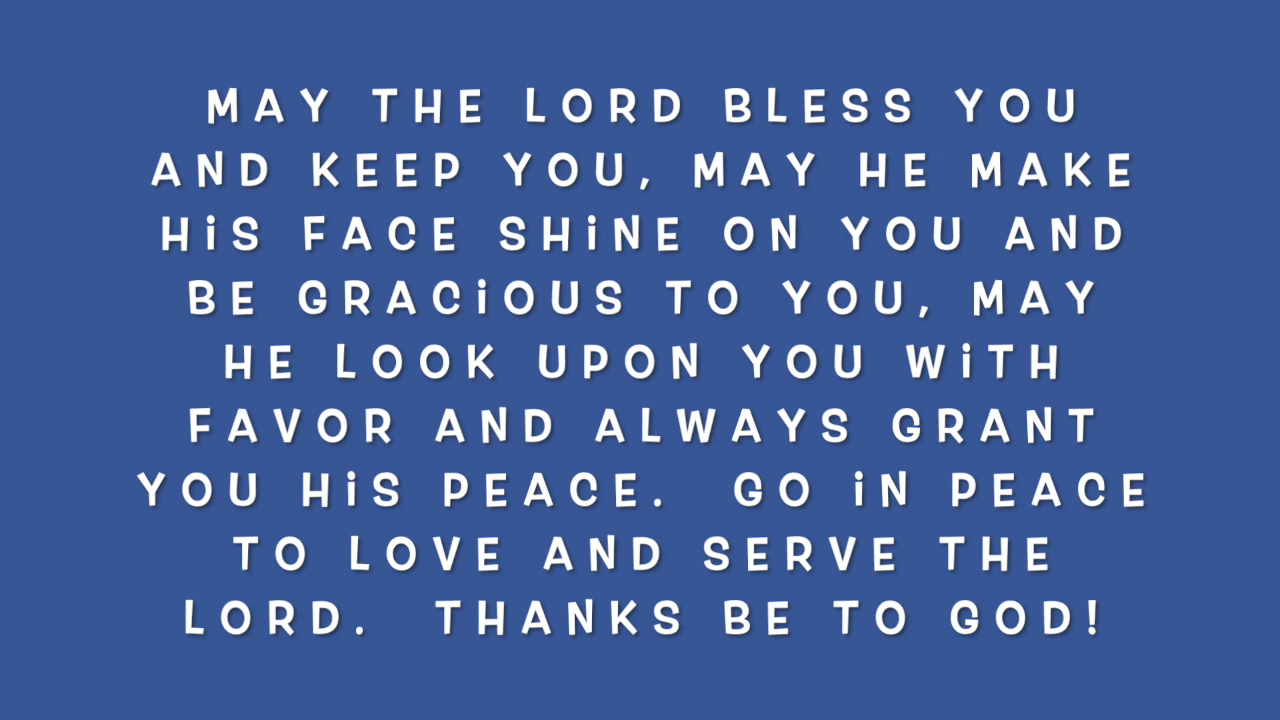 MAY THE LORD BLESS YOU
AND KEEP YOU, MAY HE MAKE
HiS FACE SHiNE ON YOU AND
BE GRACiOUS TO YOU, MAY
HE LOOK UPON YOU WiTH
FAVOR AND ALWAYS GRANT
YOU HiS PEACE.  GO iN PEACE
TO LOVE AND SERVE THE
LORD.  THANKS BE TO GOD!